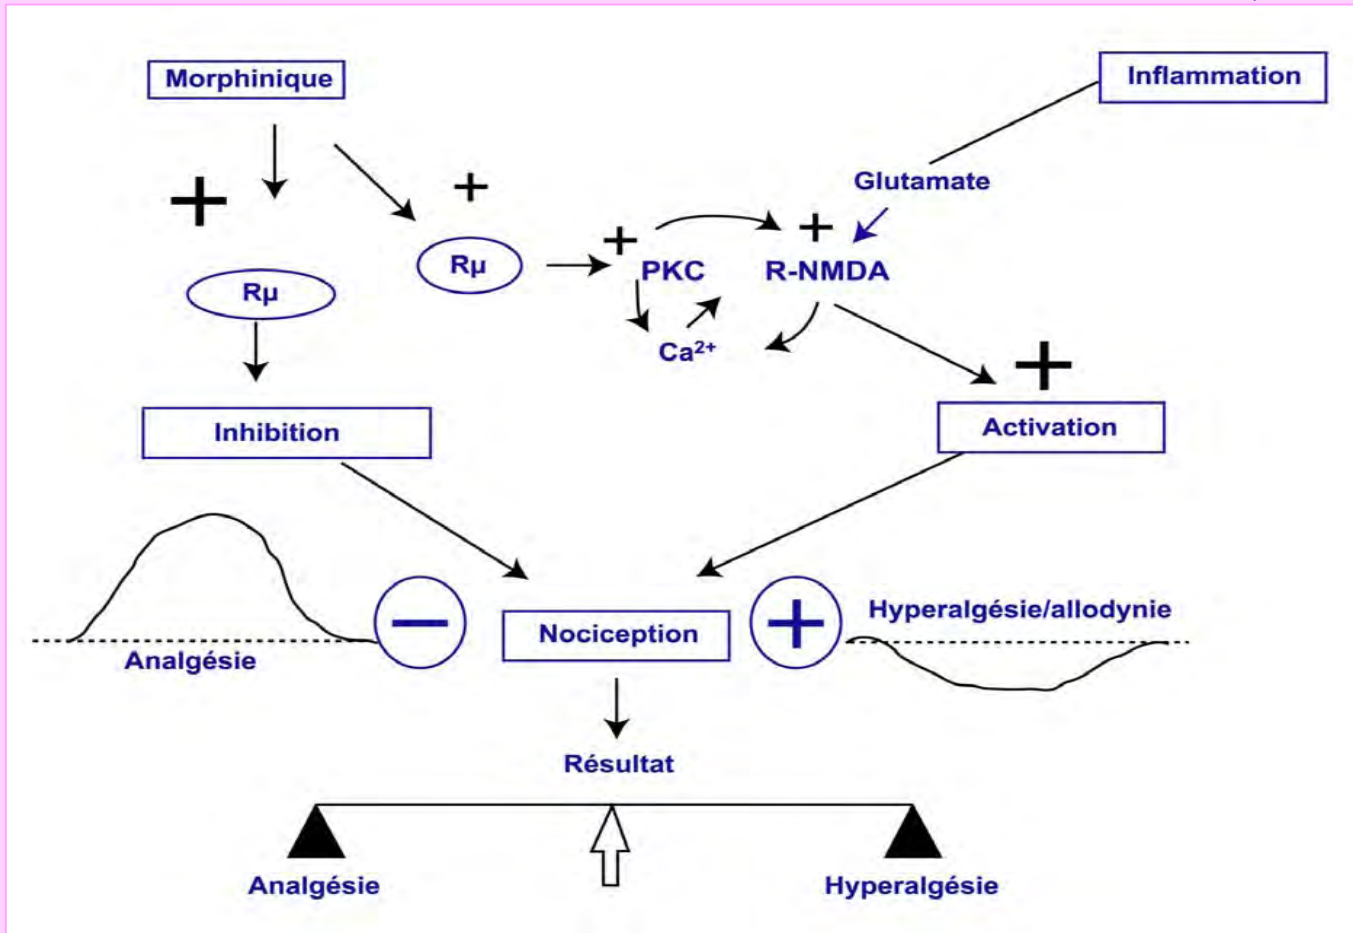 Morphinique
Inflammation
Glutamate
+
+
+
+
Rµ
PKC
R-NMDA
Rµ
Ca²⁺
+
Inhibition
Activation
−
+
Hyperalgésie/allodynie
Nociception
Analgésie
Résultat
Analgésie
Hyperalgésie